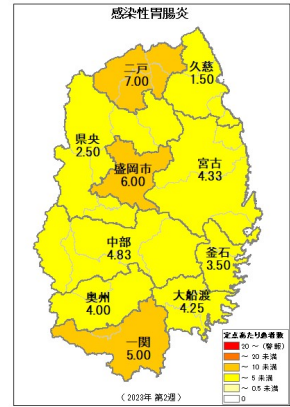 感染性胃腸炎
二戸
7.00
久慈
1.50
県央
2.50
盛岡市
6.00
宮古
4.33
中部
4.83
釜石
3.50
奥州
4.00
大船渡
4.25
一関
5.00
定点あたり患者数
20 ～ (警報)
～ 20 未満
～ 10 未満
～ 5 未満
～ 0.5 未満
0
(2023年 第2週)